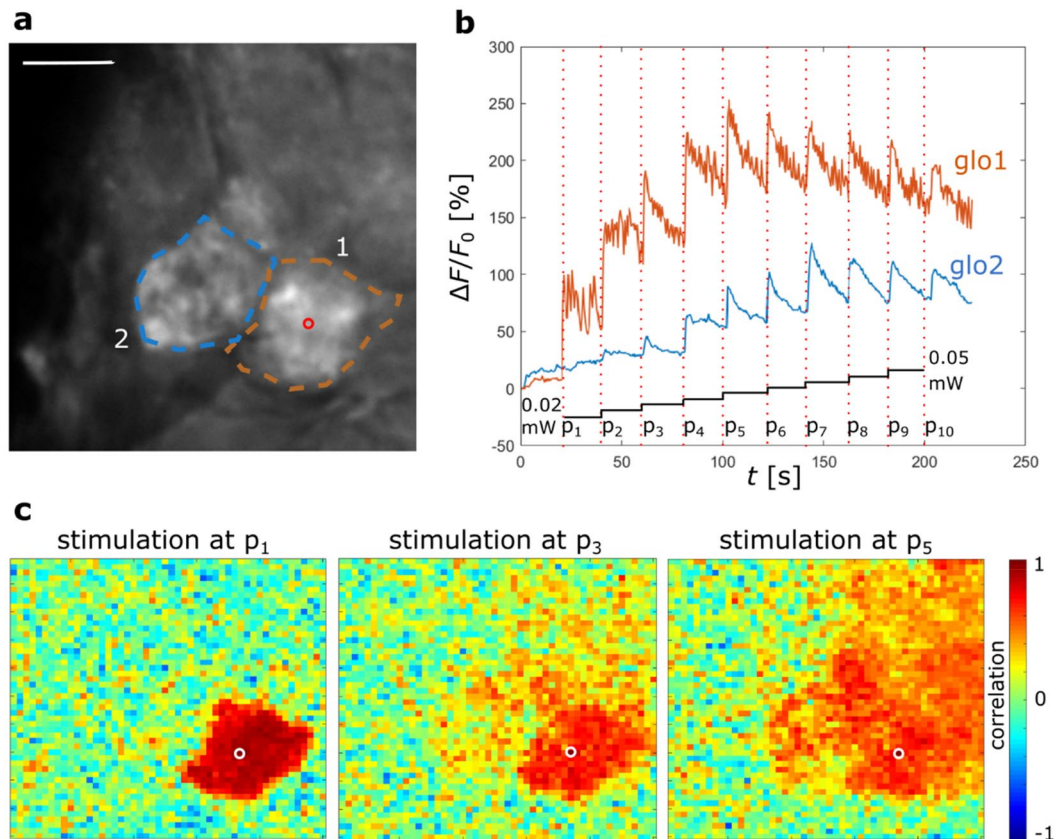 a
1
2
b
300
250
200
150
100
50
0
-50
ΔF/F₀ [%]
glo1
glo2
0.02
mW
0.05
mW
p₁ p₂ p₃ p₄ p₅ p₆ p₇ p₈ p₉ p₁₀
0 50 100 150 200 250
t [s]
c
stimulation at p₁ stimulation at p₃ stimulation at p₅
1
0
-1
correlation